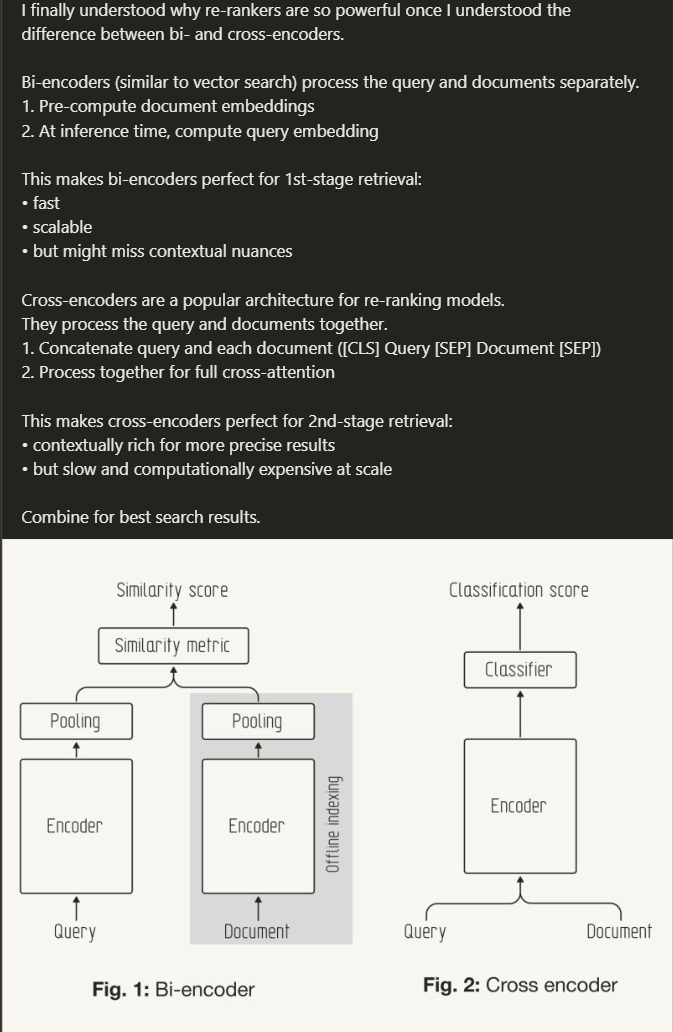 I finally understood why re-rankers are so powerful once I understood the
difference between bi- and cross-encoders.
Bi-encoders (similar to vector search) process the query and documents separately.
1. Pre-compute document embeddings
2. At inference time, compute query embedding
This makes bi-encoders perfect for 1st-stage retrieval:
• fast
• scalable
• but might miss contextual nuances
Cross-encoders are a popular architecture for re-ranking models.
They process the query and documents together.
1. Concatenate query and each document ([CLS] Query [SEP] Document [SEP])
2. Process together for full cross-attention
This makes cross-encoders perfect for 2nd-stage retrieval:
• contextually rich for more precise results
• but slow and computationally expensive at scale
Combine for best search results.
Similarity score
Similarity metric
Pooling
Pooling
Encoder
Encoder
Offline indexing
Query
Document
Fig. 1: Bi-encoder
Classification score
Classifier
Encoder
Query
Document
Fig. 2: Cross encoder